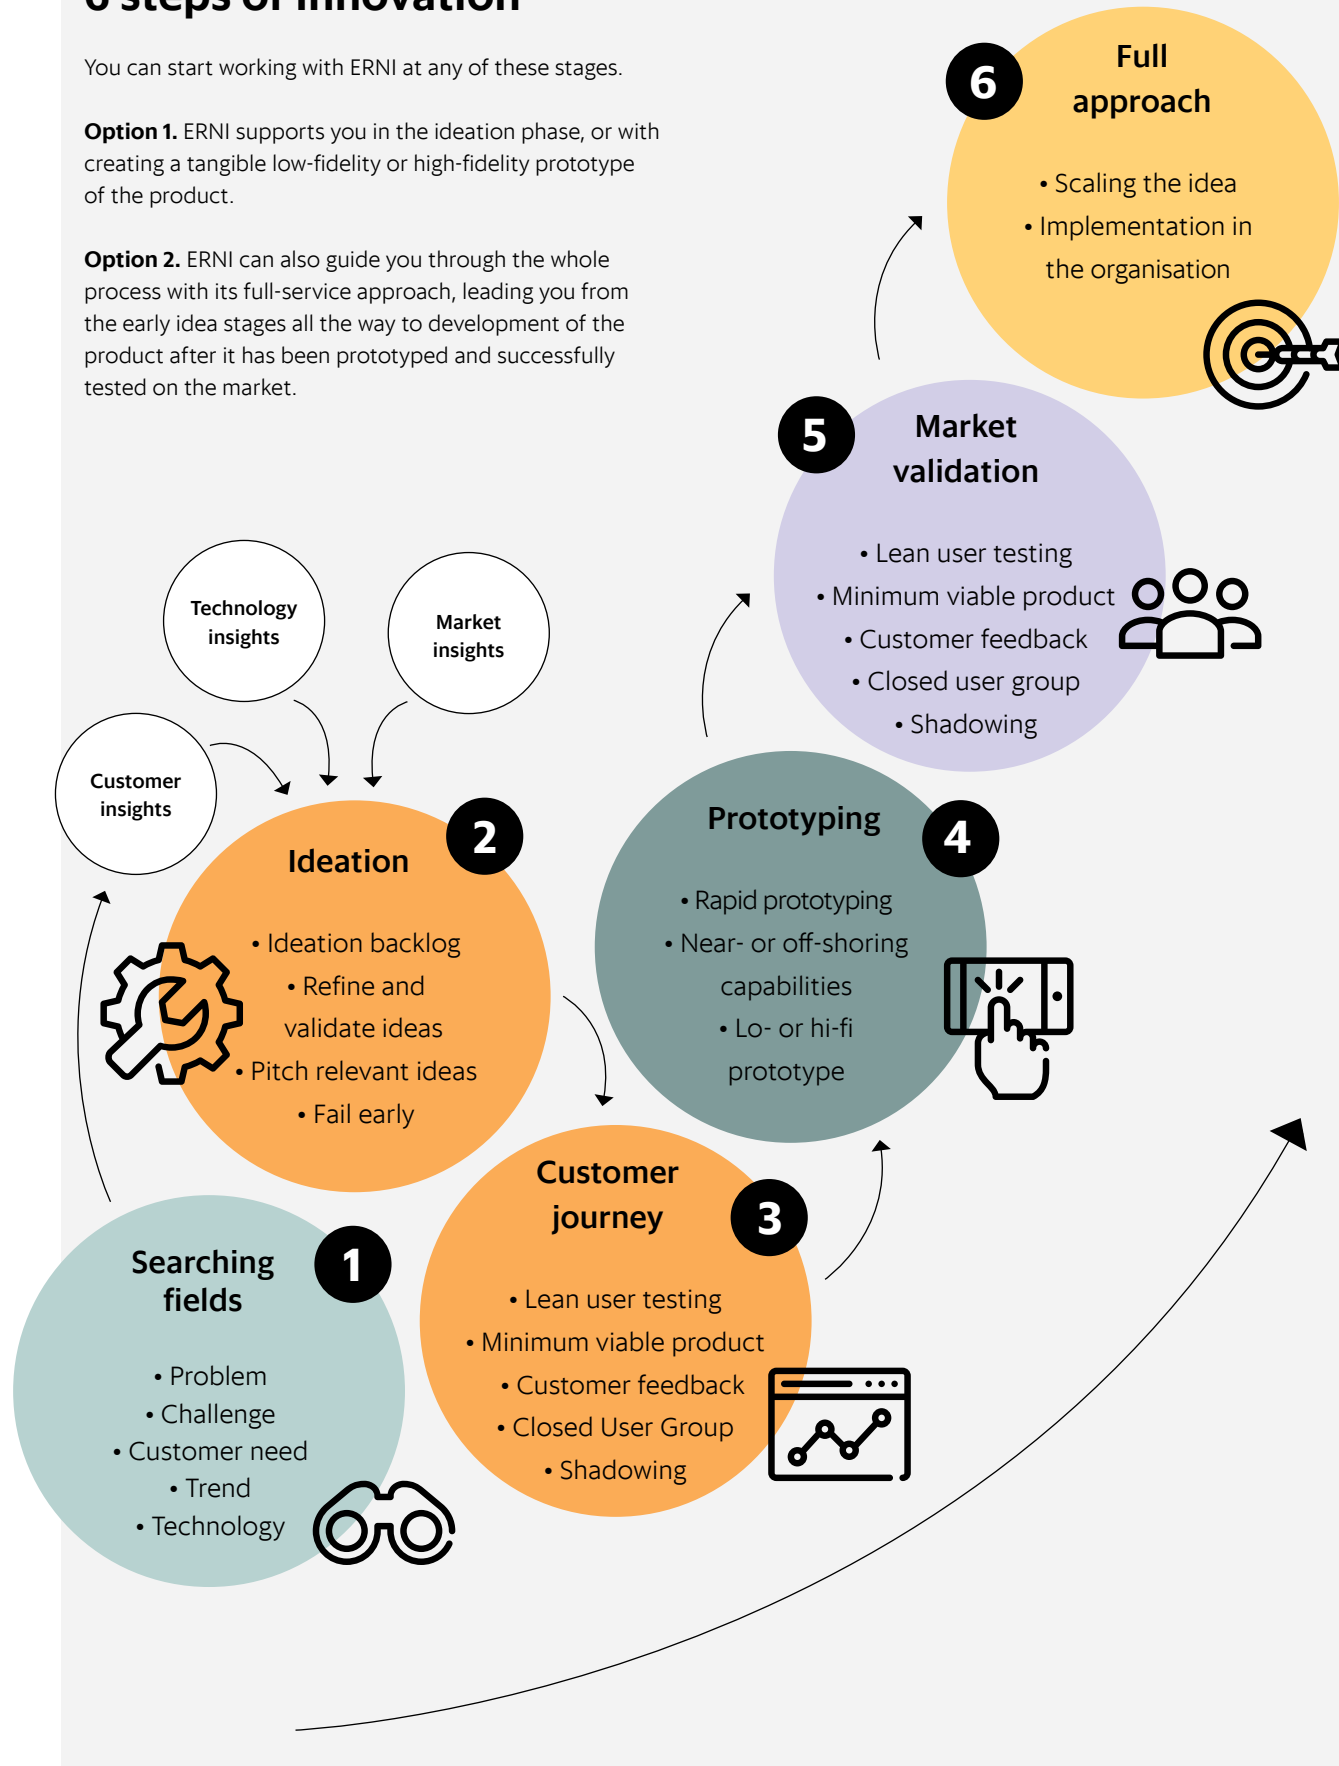 6 steps of innovation
You can start working with ERNI at any of these stages.
Option 1. ERNI supports you in the ideation phase, or with
creating a tangible low-fidelity or high-fidelity prototype
of the product.
Option 2. ERNI can also guide you through the whole
process with its full-service approach, leading you from
the early idea stages all the way to development of the
product after it has been prototyped and successfully
tested on the market.
6
Full
approach
• Scaling the idea
• Implementation in
the organisation
5
Market
validation
• Lean user testing
• Minimum viable product
• Customer feedback
• Closed user group
• Shadowing
Technology
insights
Market
insights
Customer
insights
2
Ideation
• Ideation backlog
• Refine and
validate ideas
• Pitch relevant ideas
• Fail early
Prototyping
4
• Rapid prototyping
• Near- or off-shoring
capabilities
• Lo- or hi-fi
prototype
Customer
journey
3
• Lean user testing
• Minimum viable product
• Customer feedback
• Closed User Group
• Shadowing
Searching
fields
1
• Problem
• Challenge
• Customer need
• Trend
• Technology